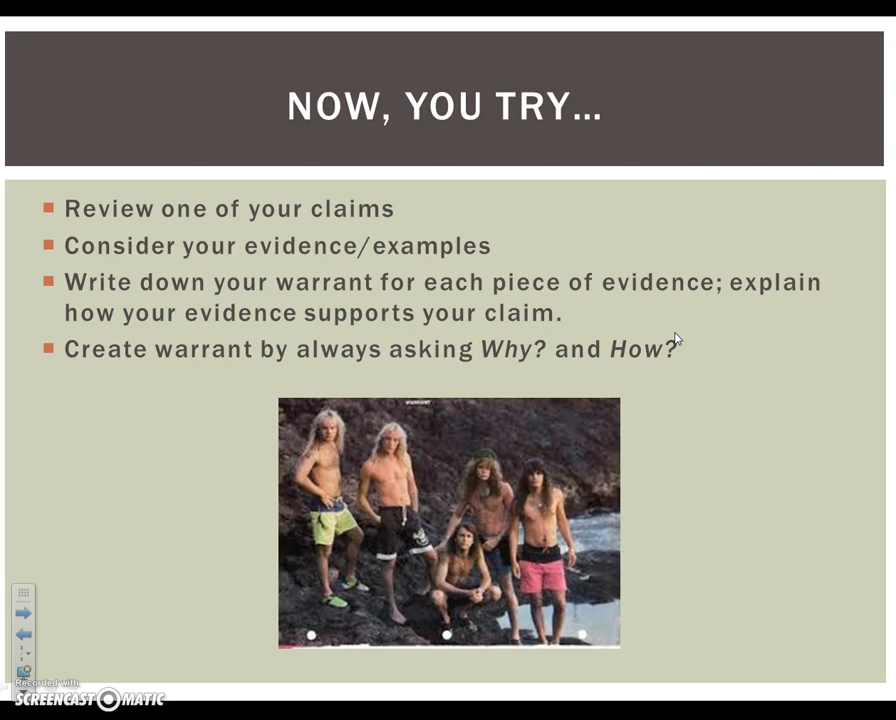 NOW, YOU TRY…
Review one of your claims
Consider your evidence/examples
Write down your warrant for each piece of evidence; explain
how your evidence supports your claim.
Create warrant by always asking Why? and How?
WARRANT
Recorded with
SCREENCAST MATIC